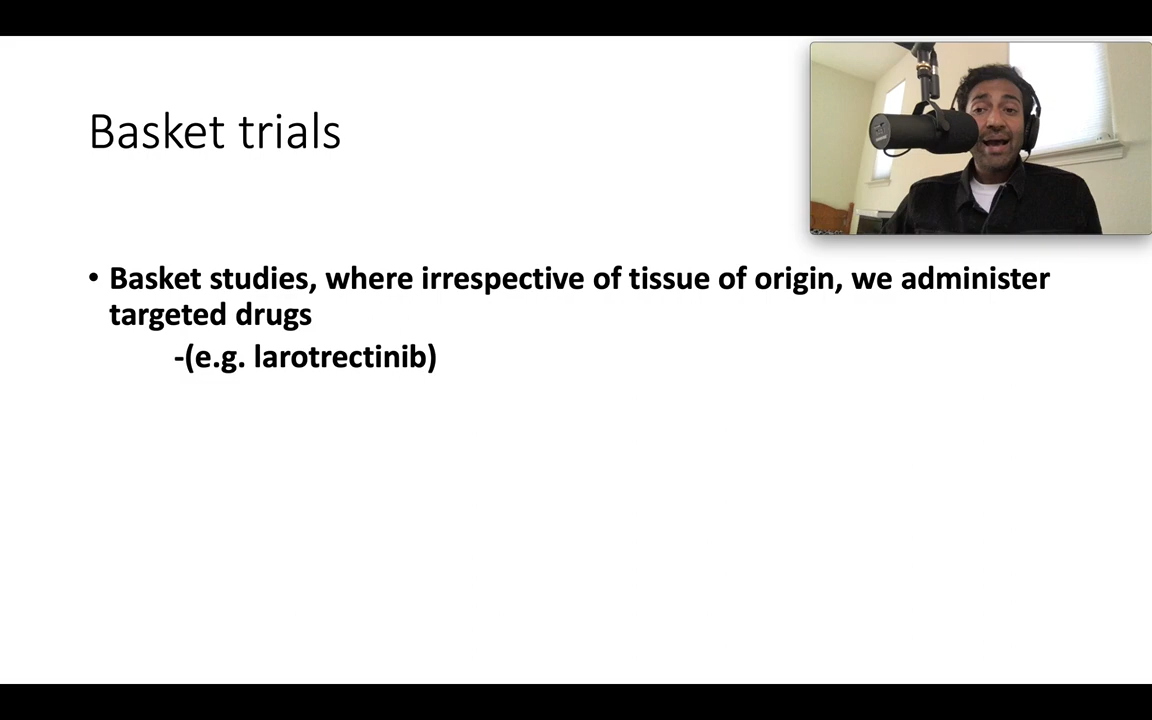 Basket trials
• Basket studies, where irrespective of tissue of origin, we administer
targeted drugs
-(e.g. larotrectinib)